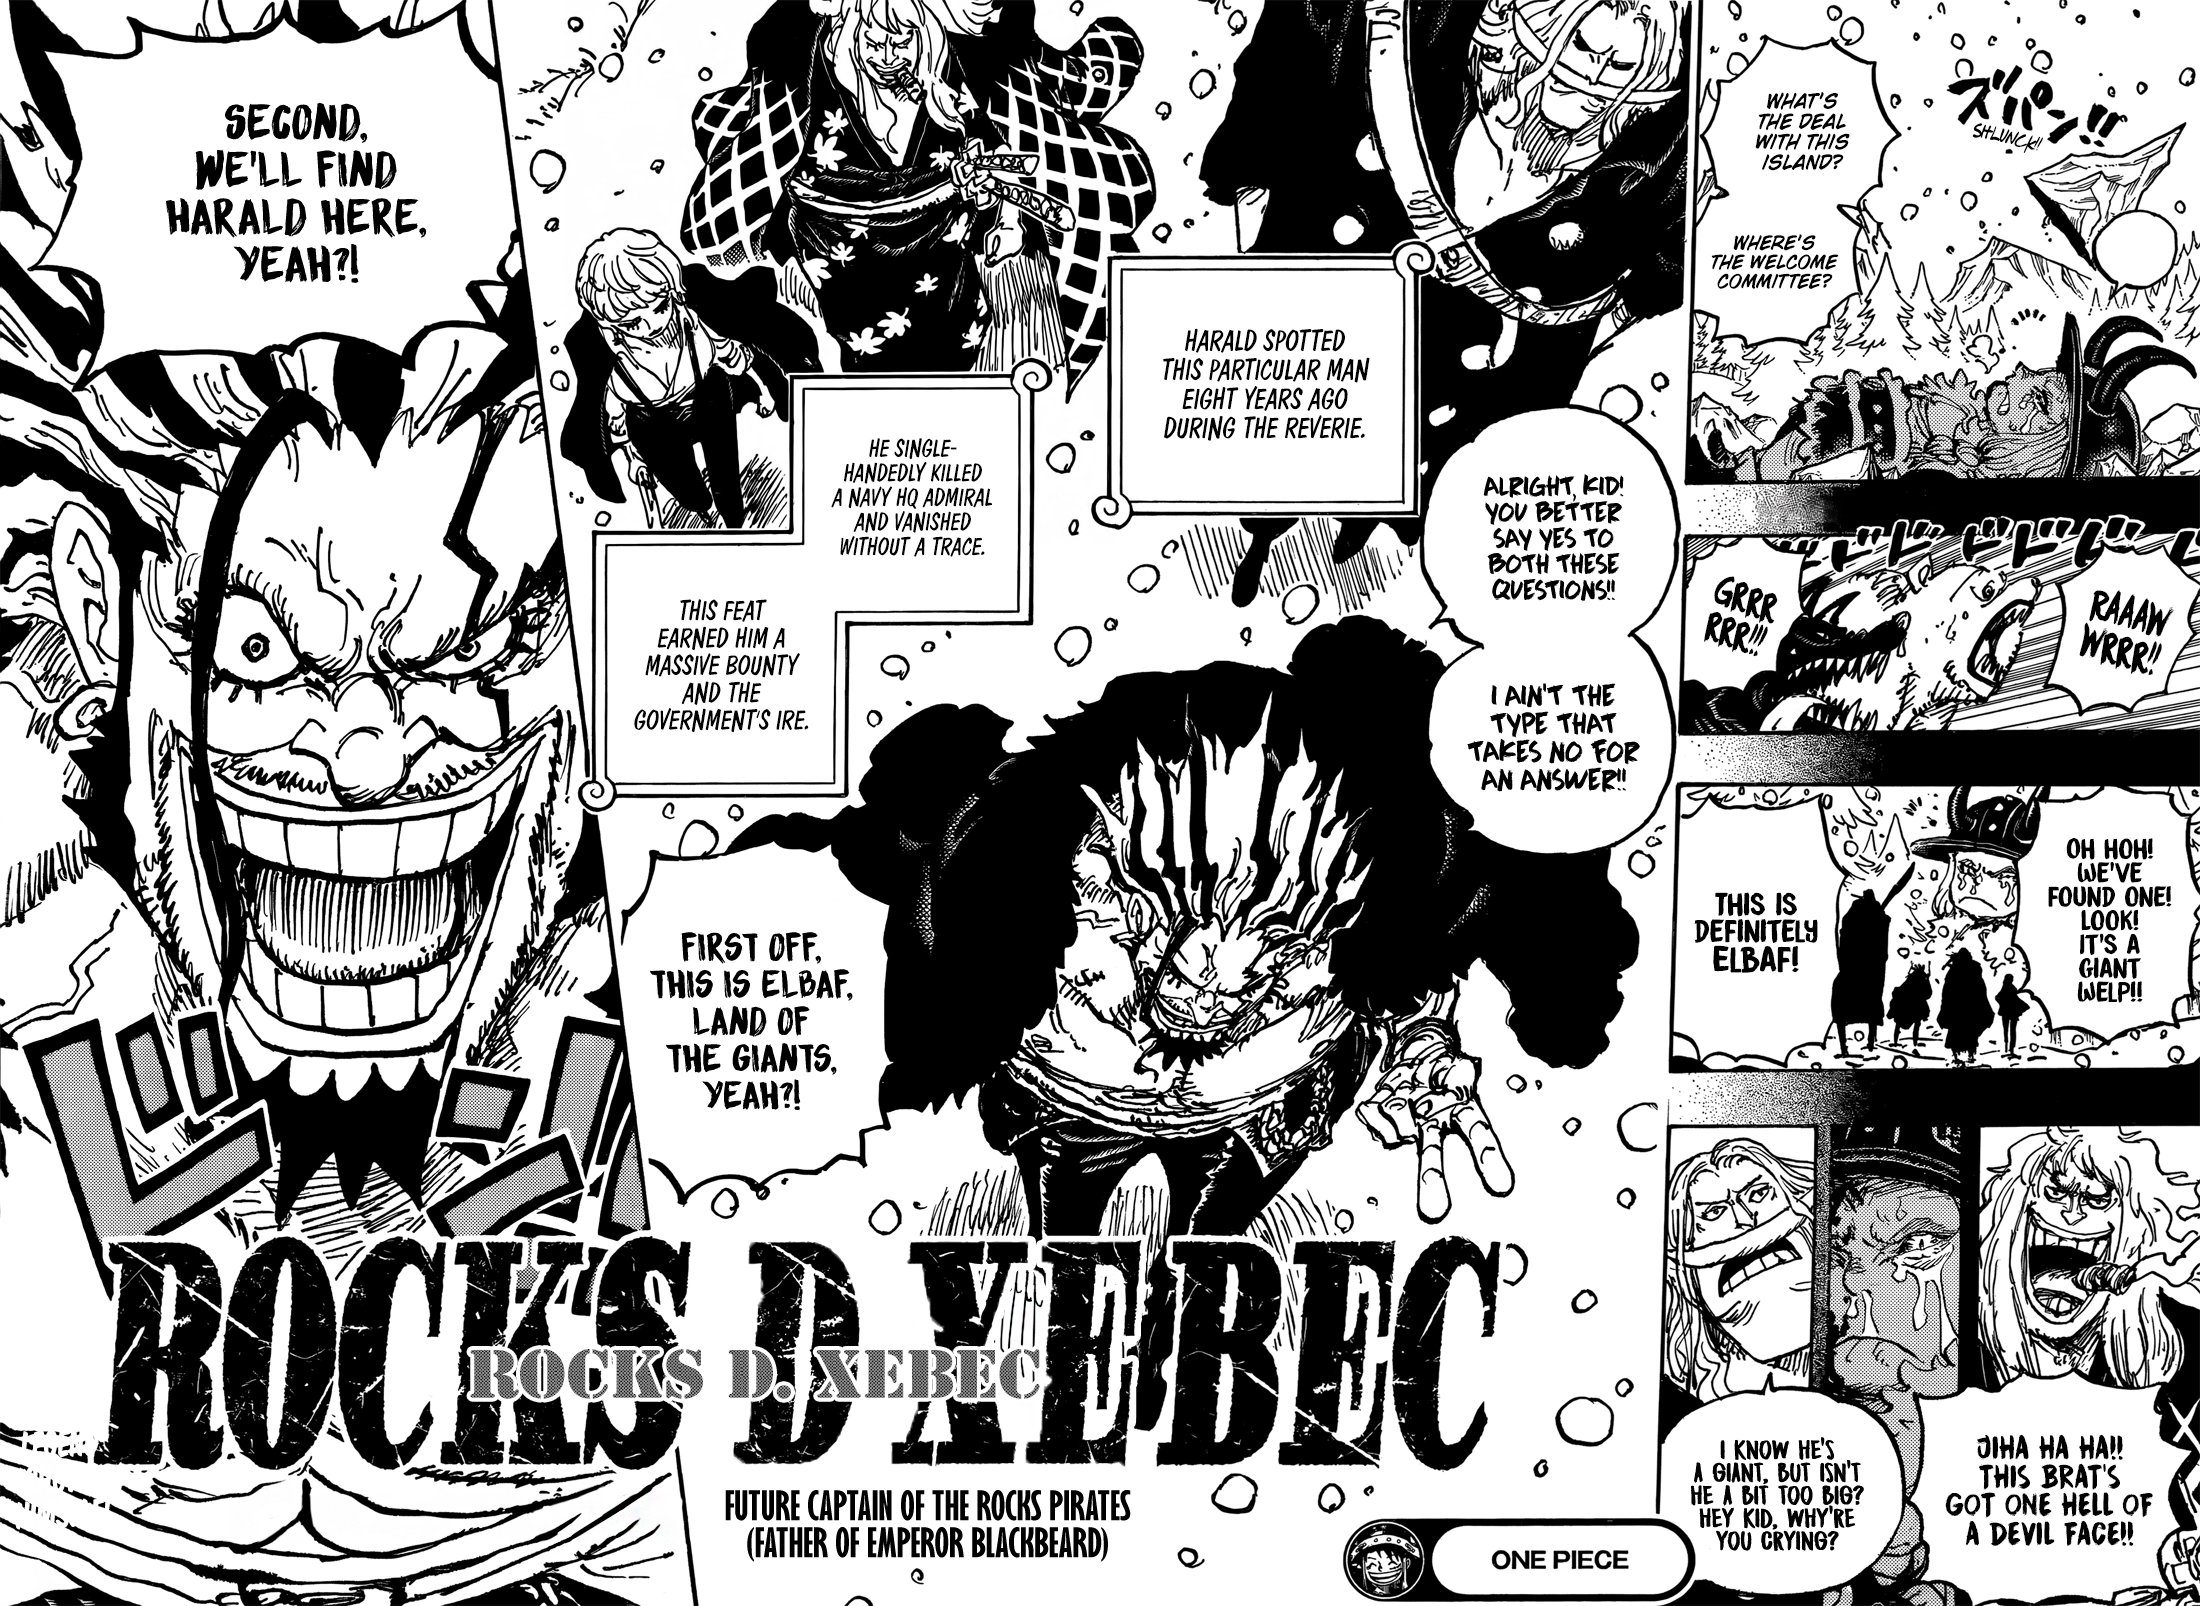 WHAT'S
THE DEAL
WITH THIS
ISLAND?
WHERE'S
THE WELCOME
COMMITTEE?
ズパン!!
SHLUNCK!!
GRRR
RRR!!!
RAAAW
WRRR!!
OH HOH!
WE'VE
FOUND ONE!
LOOK!
IT'S A
GIANT
WELP!!
THIS IS
DEFINITELY
ELBAF!
JIHA HA HA!!
THIS BRAT'S
GOT ONE HELL OF
A DEVIL FACE!!
I KNOW HE'S
A GIANT, BUT ISN'T
HE A BIT TOO BIG?
HEY KID, WHY'RE
YOU CRYING?
HARALD SPOTTED
THIS PARTICULAR MAN
EIGHT YEARS AGO
DURING THE REVERIE.
HE SINGLE-
HANDEDLY KILLED
A NAVY HQ ADMIRAL
AND VANISHED
WITHOUT A TRACE.
THIS FEAT
EARNED HIM A
MASSIVE BOUNTY
AND THE
GOVERNMENT'S IRE.
ALRIGHT, KID!
YOU BETTER
SAY YES TO
BOTH THESE
QUESTIONS!!
I AIN'T THE
TYPE THAT
TAKES NO FOR
AN ANSWER!!
FIRST OFF,
THIS IS ELBAF,
LAND OF
THE GIANTS,
YEAH?!
SECOND,
WE'LL FIND
HARALD HERE,
YEAH?!
ROCKS D XEBEC
ROCKS D. XEBEC
FUTURE CAPTAIN OF THE ROCKS PIRATES
(FATHER OF EMPEROR BLACKBEARD)
ONE PIECE